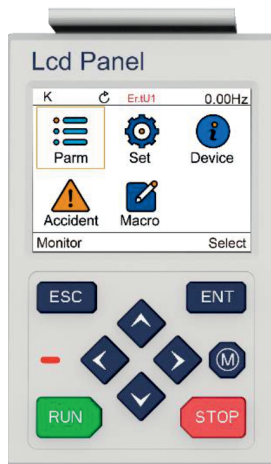 Lcd Panel
K Er.tU1 0.00Hz
Parm Set Device
Accident Macro
Monitor Select
ESC ENT
M
RUN STOP